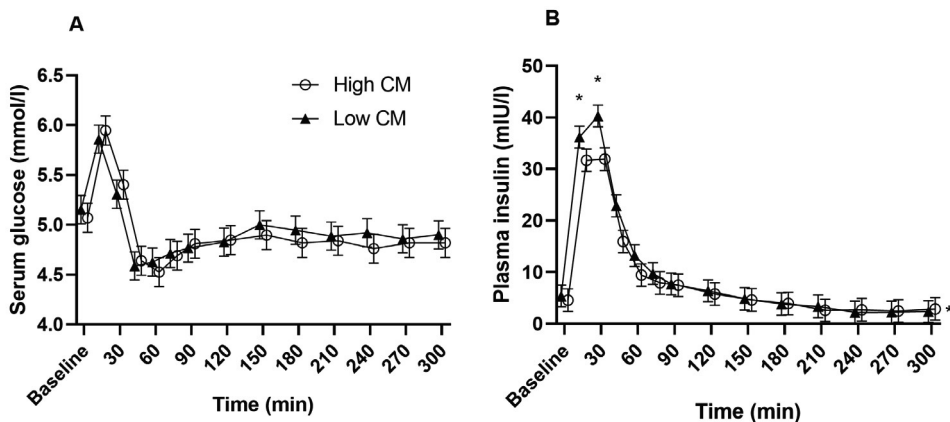 A
Serum glucose (mmol/l)
6.5
6.0
5.5
5.0
4.5
4.0
High CM
Low CM
Baseline 30 60 90 120 150 180 210 240 270 300
Time (min)
B
Plasma insulin (mIU/l)
50
40
30
20
10
0
* *
*
Baseline 30 60 90 120 150 180 210 240 270 300
Time (min)